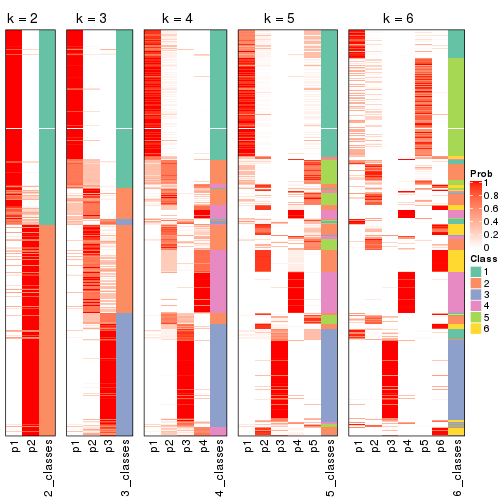 k = 2
k = 3
k = 4
k = 5
k = 6
Prob
1
0.8
0.6
0.4
0.2
0
Class
1
2
3
4
5
6
p1
p2
2_classes
p1
p2
p3
3_classes
p1
p2
p3
p4
4_classes
p1
p2
p3
p4
p5
5_classes
p1
p2
p3
p4
p5
p6
6_classes